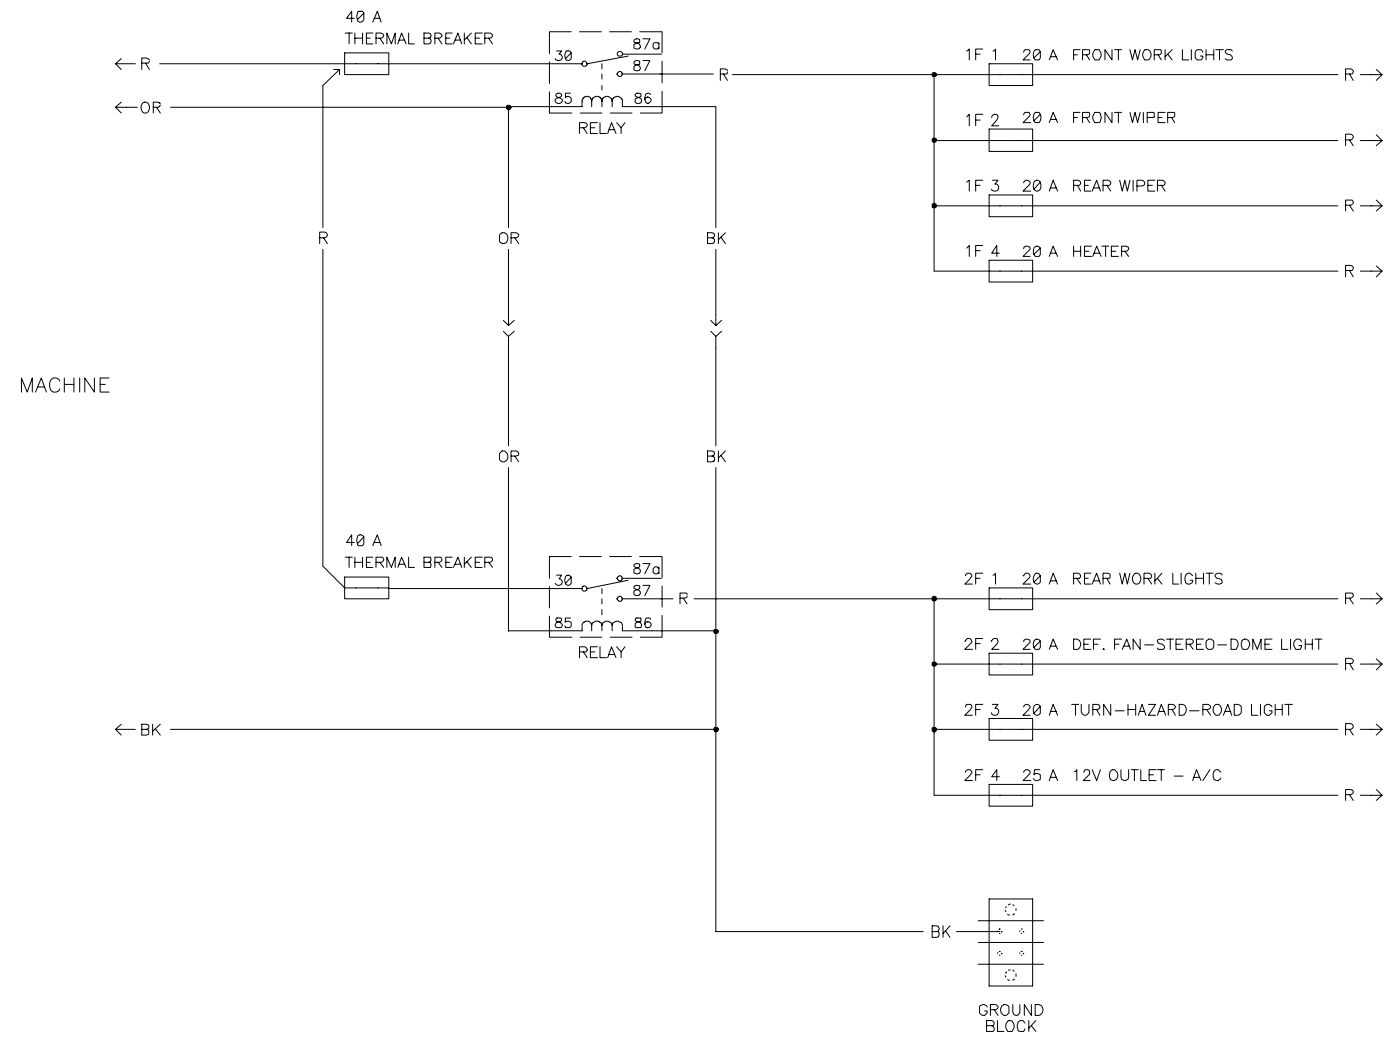 40 A
THERMAL BREAKER
R
OR
30
87a
87
85
86
RELAY
R
1F 1 20 A FRONT WORK LIGHTS
R
1F 2 20 A FRONT WIPER
R
1F 3 20 A REAR WIPER
R
1F 4 20 A HEATER
R
R
OR
BK
MACHINE
OR
BK
40 A
THERMAL BREAKER
30
87a
87
85
86
RELAY
R
2F 1 20 A REAR WORK LIGHTS
R
2F 2 20 A DEF. FAN-STEREO-DOME LIGHT
R
2F 3 20 A TURN-HAZARD-ROAD LIGHT
R
2F 4 25 A 12V OUTLET - A/C
R
BK
BK
GROUND
BLOCK